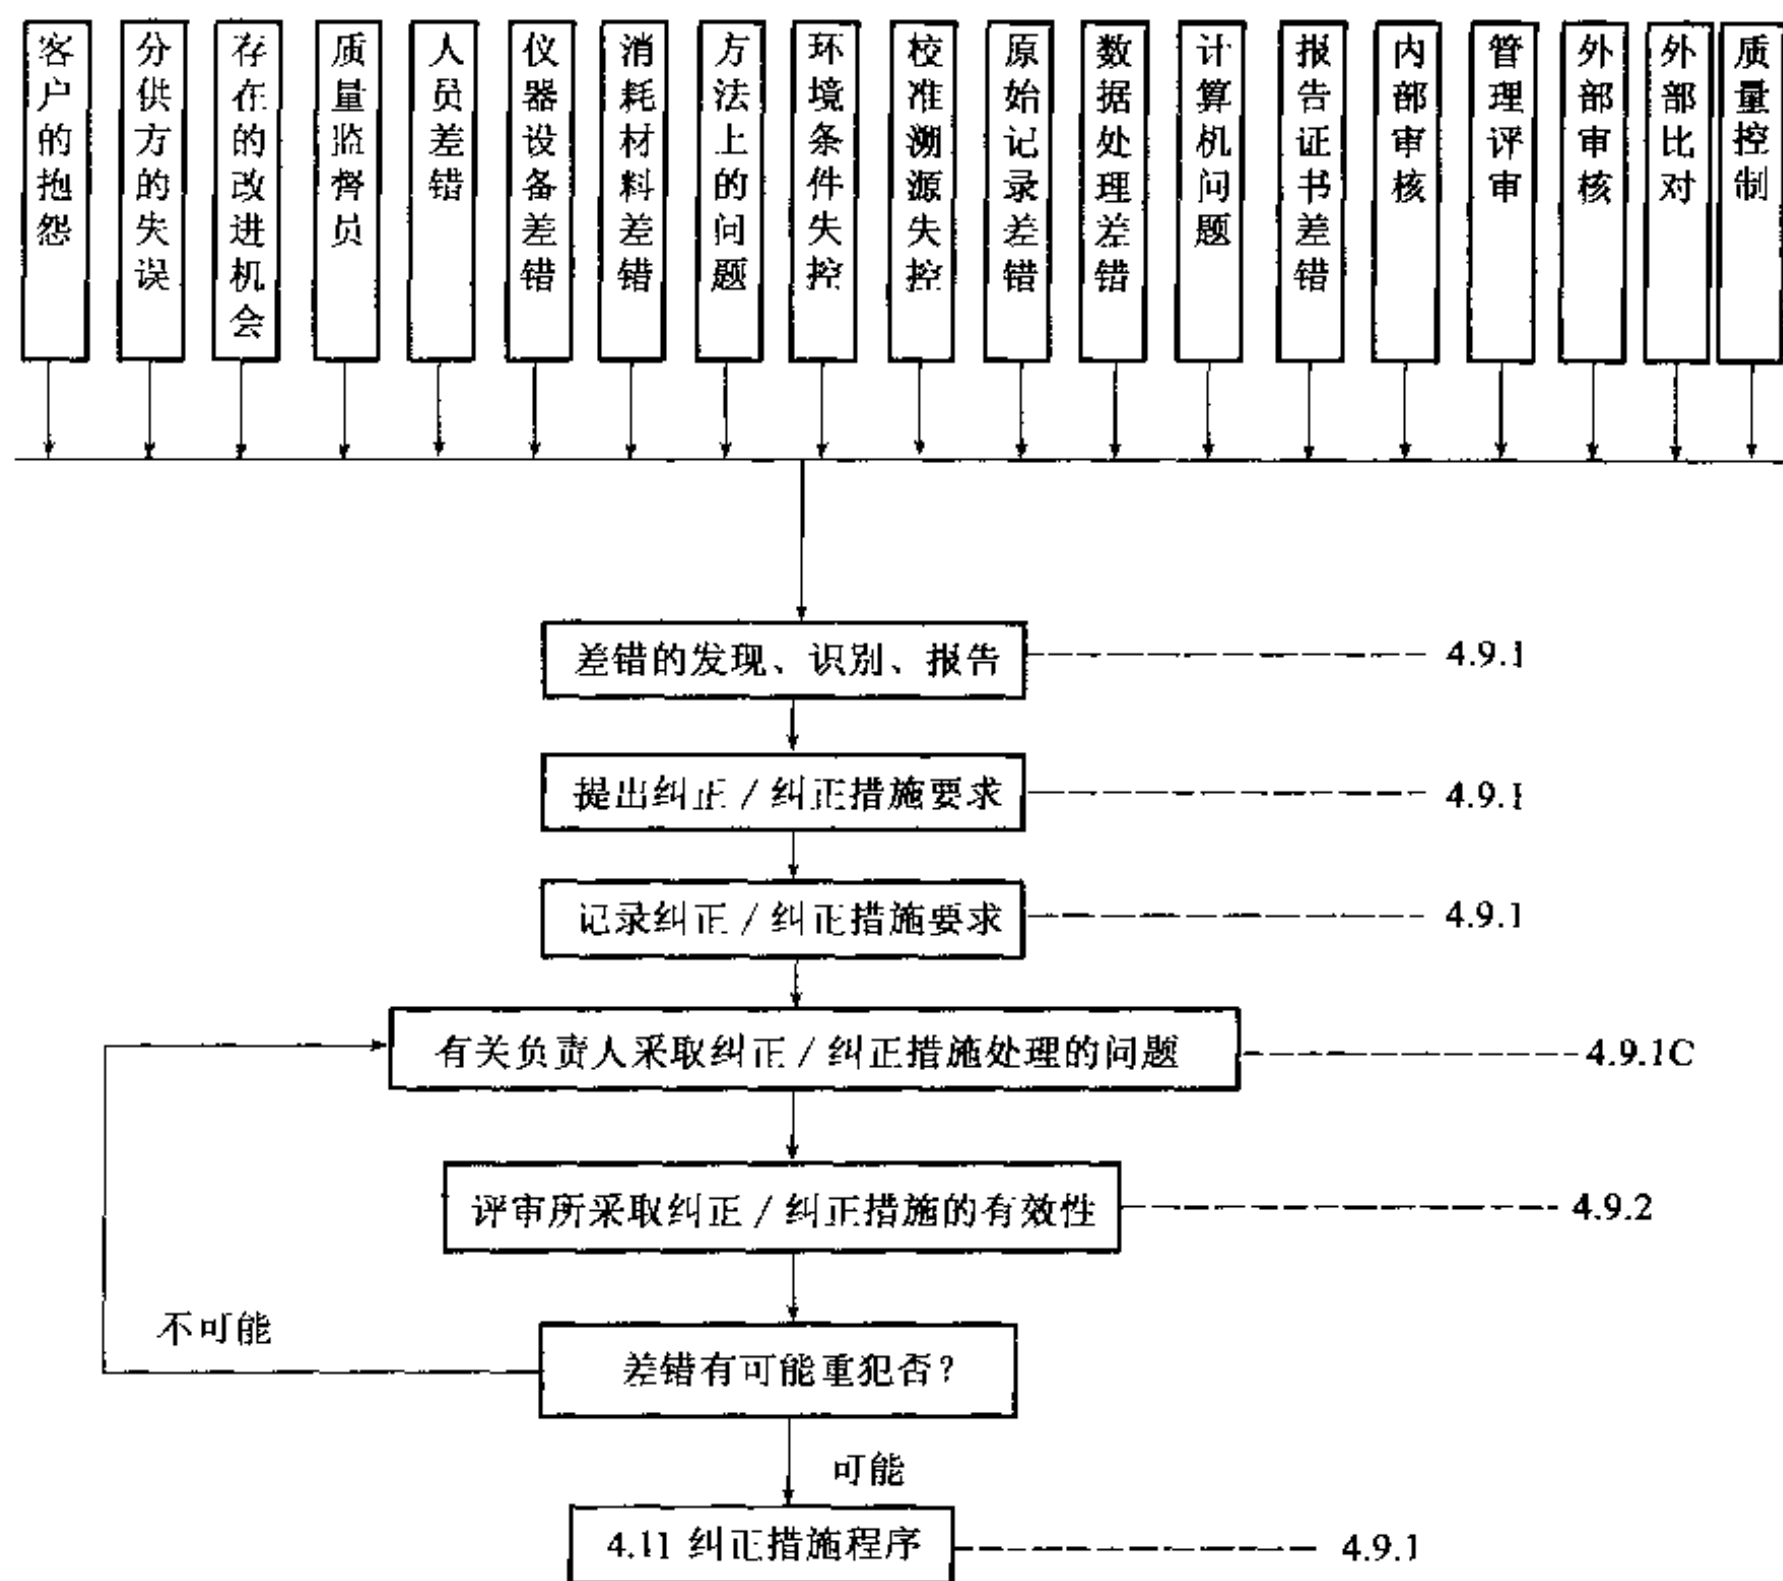 客户的抱怨
分供方的失误
存在的改进机会
质量监督员
人员差错
仪器设备差错
消耗材料差错
方法上的问题
环境条件失控
校准溯源失控
原始记录差错
数据处理差错
计算机问题
报告证书差错
内部审核
管理评审
外部审核
外部比对
质量控制
差错的发现、识别、报告
4.9.1
提出纠正/纠正措施要求
4.9.1
记录纠正/纠正措施要求
4.9.1
有关负责人采取纠正/纠正措施处理的问题
4.9.1C
评审所采取纠正/纠正措施的有效性
4.9.2
不可能
差错有可能重犯否?
可能
4.11 纠正措施程序
4.9.1